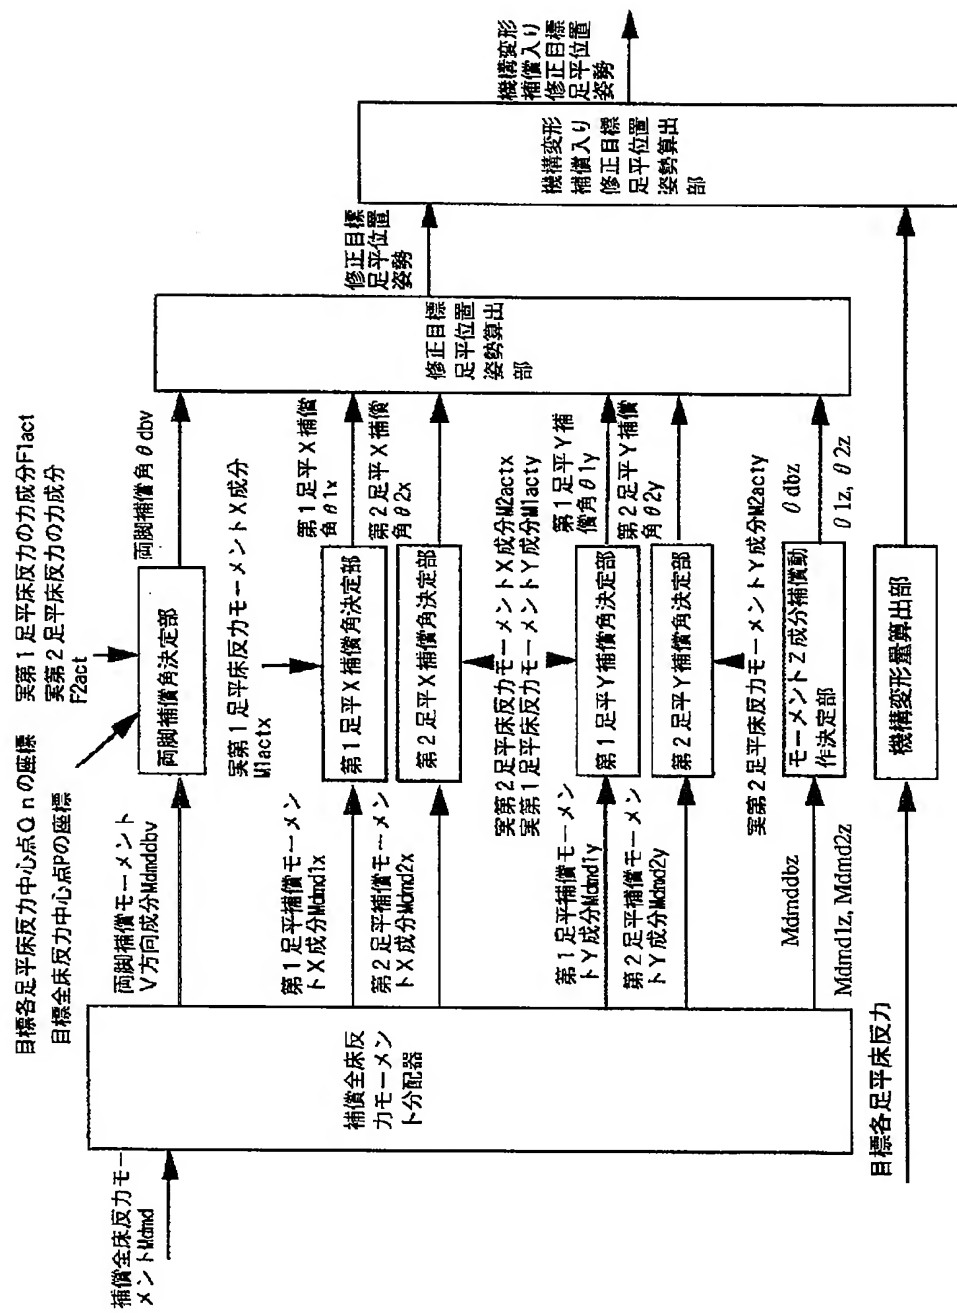 補償全床反力モー
メントMdmd
補償全床反
力モーメン
ト分配器
目標各足平床反力中心点Qnの座標
目標全床反力中心点Pの座標
実第1足平床反力の力成分F1act
実第2足平床反力の力成分
F2act
両脚補償モーメント
V方向成分Mdmddbv
両脚補償角決定部
両脚補償角θdbv
実第1足平床反力モーメントX成分
M1actx
第1足平補償モーメン
トX成分Mdmd1x
第1足平X補償角決定部
第1足平X補償
角θ1x
第2足平補償モーメン
トX成分Mdmd2x
第2足平X補償角決定部
第2足平X補償
角θ2x
実第2足平床反力モーメントX成分M2actx
実第1足平床反力モーメントY成分M1acty
第1足平補償モーメン
トY成分Mdmd1y
第1足平Y補償角決定部
第1足平Y補
償角θ1y
第2足平補償モーメン
トY成分Mdmd2y
第2足平Y補償角決定部
第2足平Y補償
角θ2y
実第2足平床反力モーメントY成分M2acty
Mdmddbz
Mdmd1z, Mdmd2z
モーメントZ成分補償動
作決定部
θdbz
θ1z, θ2z
目標各足平床反力
機構変形量算出部
修正目標
足平位置
姿勢算出
部
修正目標
足平位置
姿勢
機構変形
補償入り
修正目標
足平位置
姿勢算出
部
機構変形
補償入り
修正目標
足平位置
姿勢